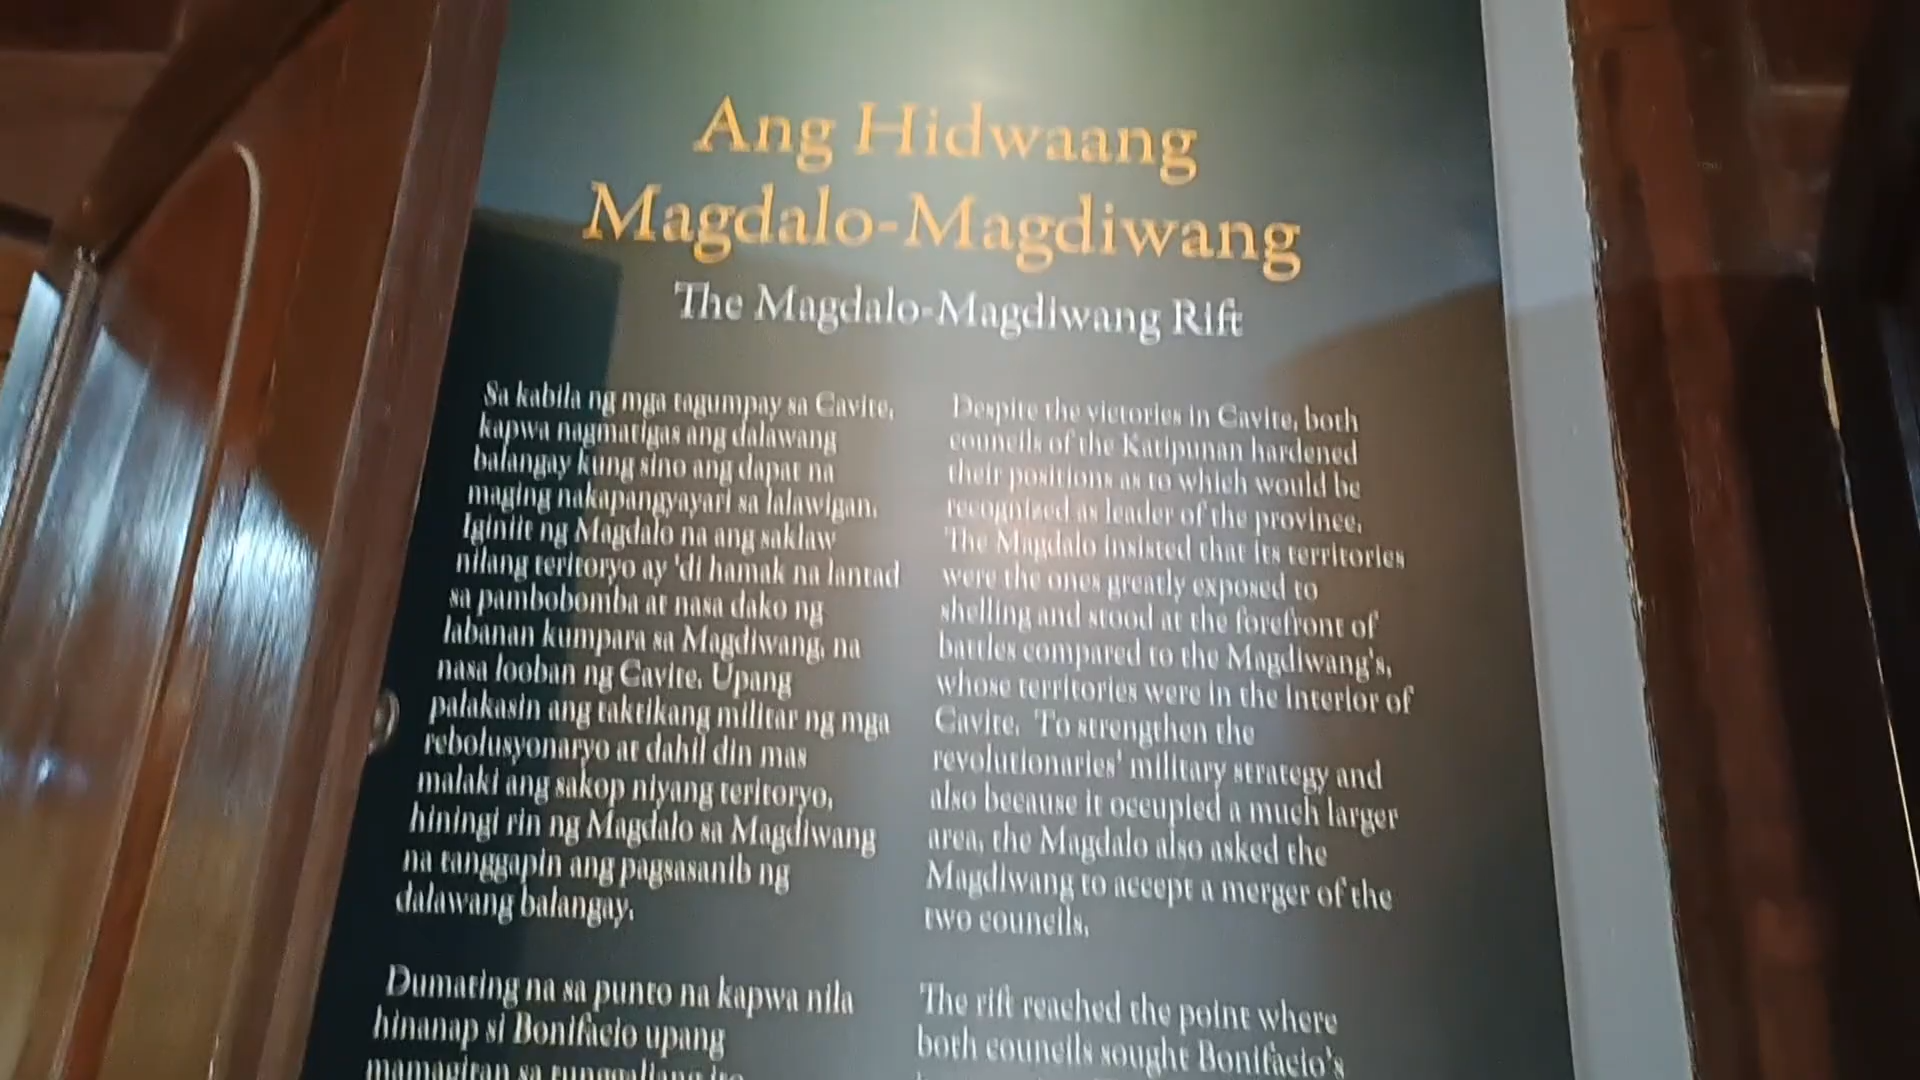 Ang Hidwaang
Magdalo-Magdiwang
The Magdalo-Magdiwang Rift
Sa kabila ng mga tagumpay sa Cavite,
kapwa nagmatigas ang dalawang
balangay kung sino ang dapat na
maging nakapangyayari sa lalawigan.
Iginiit ng Magdalo na ang saklaw
nilang teritoryo ay 'di hamak na lantad
sa pambobomba at nasa dako ng
labanan kumpara sa Magdiwang, na
nasa looban ng Cavite. Upang
palakasin ang taktikang militar ng mga
rebolusyonaryo at dahil din mas
malaki ang sakop niyang teritoryo,
hiningi rin ng Magdalo sa Magdiwang
na tanggapin ang pagsasanib ng
dalawang balangay.
Dumating na sa punto na kapwa nila
hinanap si Bonifacio upang
mamagitan sa tunggaliang ito
Despite the victories in Cavite, both
councils of the Katipunan hardened
their positions as to which would be
recognized as leader of the province.
The Magdalo insisted that its territories
were the ones greatly exposed to
shelling and stood at the forefront of
battles compared to the Magdiwang's,
whose territories were in the interior of
Cavite. To strengthen the
revolutionaries' military strategy and
also because it occupied a much larger
area, the Magdalo also asked the
Magdiwang to accept a merger of the
two councils.
The rift reached the point where
both councils sought Bonifacio's